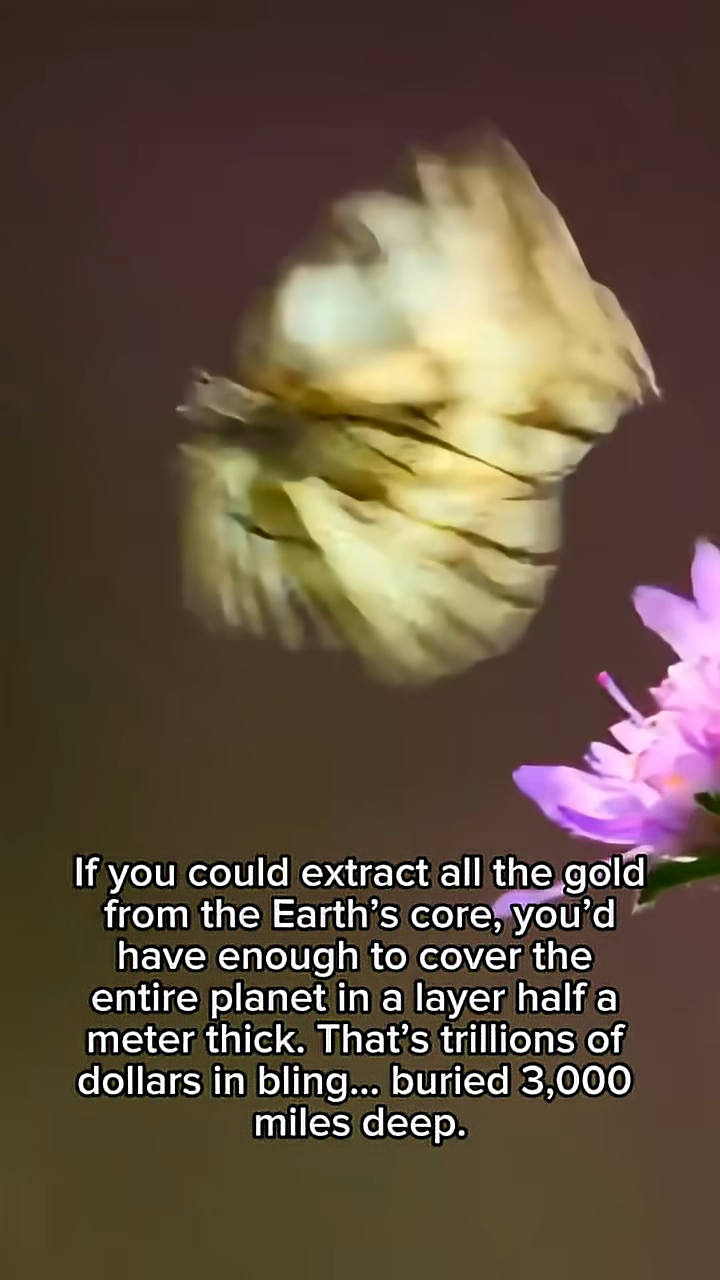 If you could extract all the gold
from the Earth’s core, you’d
have enough to cover the
entire planet in a layer half a
meter thick. That’s trillions of
dollars in bling... buried 3,000
miles deep.